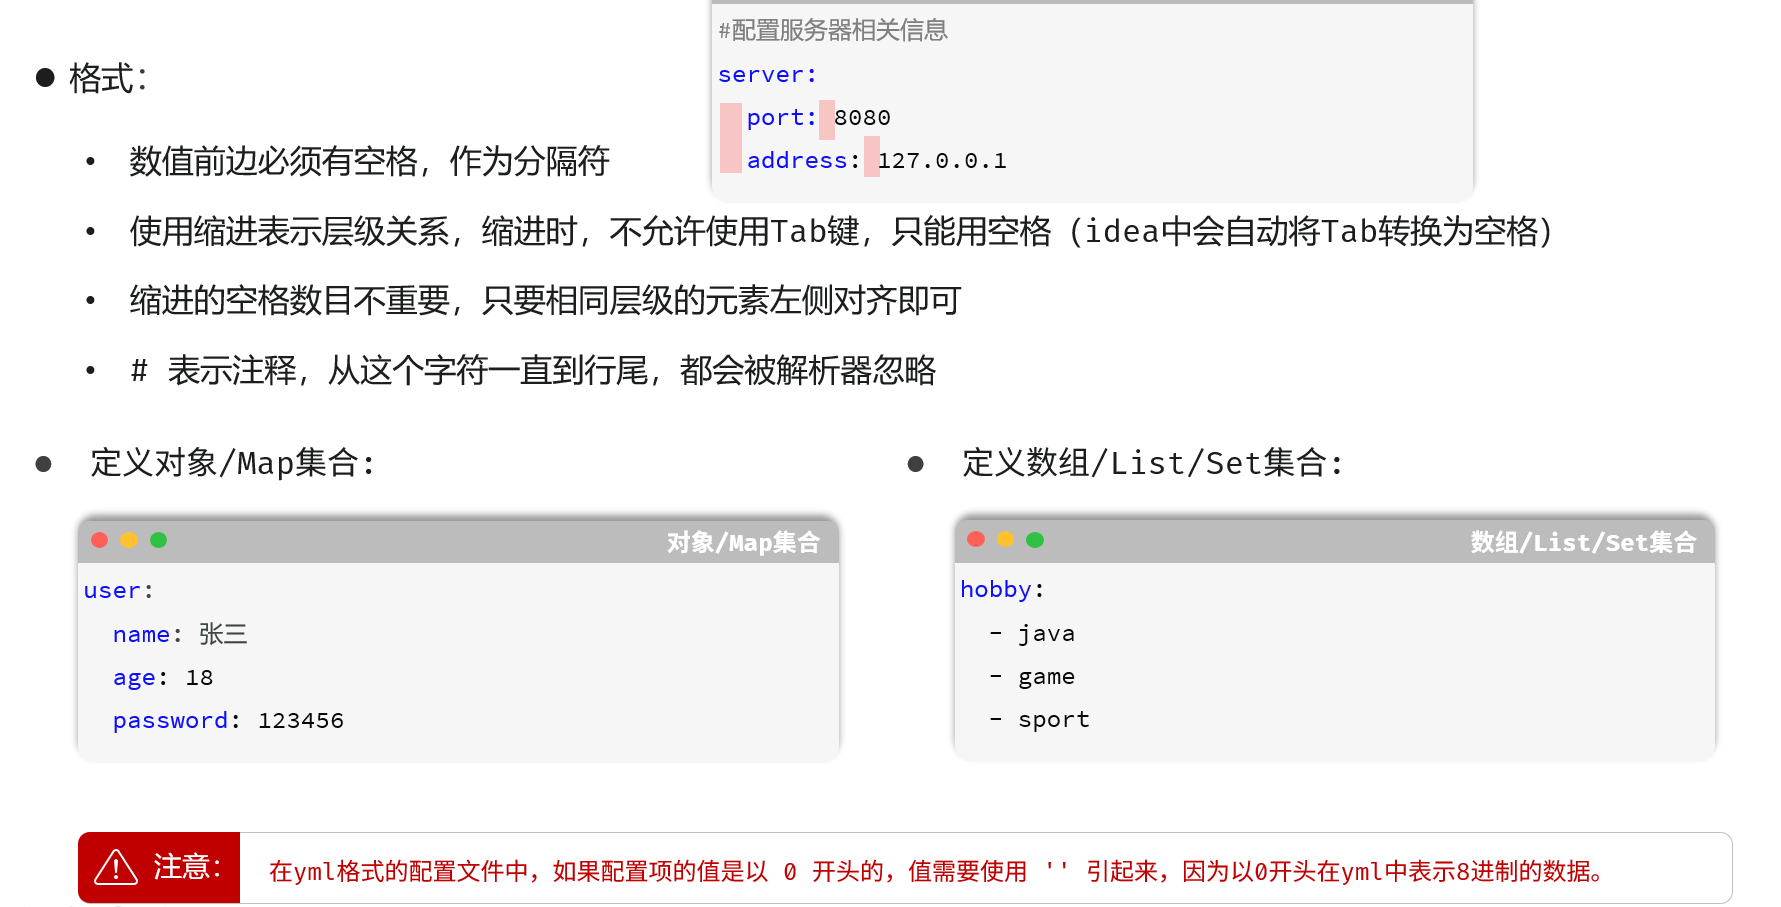 #配置服务器相关信息
server:
  port: 8080
  address: 127.0.0.1
● 格式：
• 数值前边必须有空格，作为分隔符
• 使用缩进表示层级关系，缩进时，不允许使用Tab键，只能用空格（idea中会自动将Tab转换为空格）
• 缩进的空格数目不重要，只要相同层级的元素左侧对齐即可
• # 表示注释，从这个字符一直到行尾，都会被解析器忽略
● 定义对象/Map集合:
对象/Map集合
user:
  name: 张三
  age: 18
  password: 123456
● 定义数组/List/Set集合:
数组/List/Set集合
hobby:
  - java
  - game
  - sport
注意：
在yml格式的配置文件中，如果配置项的值是以 0 开头的，值需要使用 '' 引起来，因为以0开头在yml中表示8进制的数据。